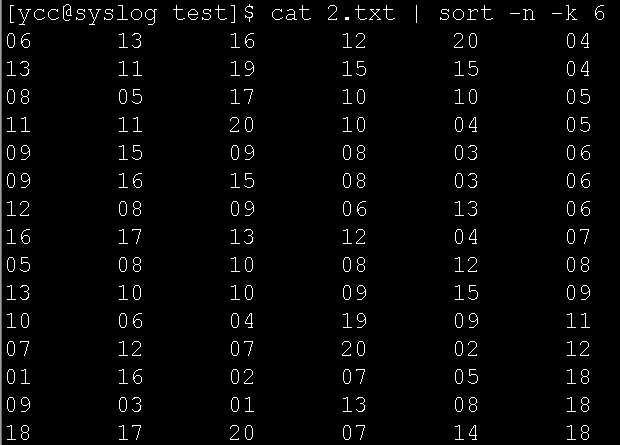 [ycc@syslog test]$ cat 2.txt | sort -n -k 6
06 13 16 12 20 04
13 11 19 15 15 04
08 05 17 10 10 05
11 11 20 10 04 05
09 15 09 08 03 06
09 16 15 08 03 06
12 08 09 06 13 06
16 17 13 12 04 07
05 08 10 08 12 08
13 10 10 09 15 09
10 06 04 19 09 11
07 12 07 20 02 12
01 16 02 07 05 18
09 03 01 13 08 18
18 17 20 07 14 18